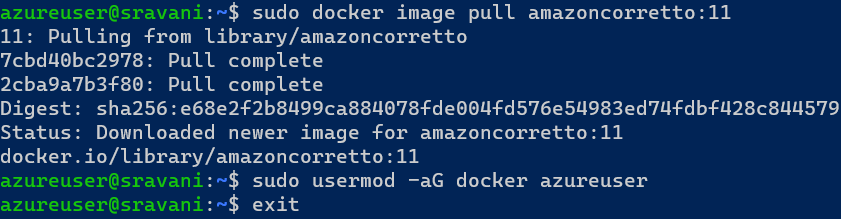 azureuser@sravani:~$ sudo docker image pull amazoncorretto:11
11: Pulling from library/amazoncorretto
7cbd40bc2978: Pull complete
2cba9a7b3f80: Pull complete
Digest: sha256:e68e2f2b8499ca884078fde004fd576e54983ed74fdbf428c844579
Status: Downloaded newer image for amazoncorretto:11
docker.io/library/amazoncorretto:11
azureuser@sravani:~$ sudo usermod -aG docker azureuser
azureuser@sravani:~$ exit